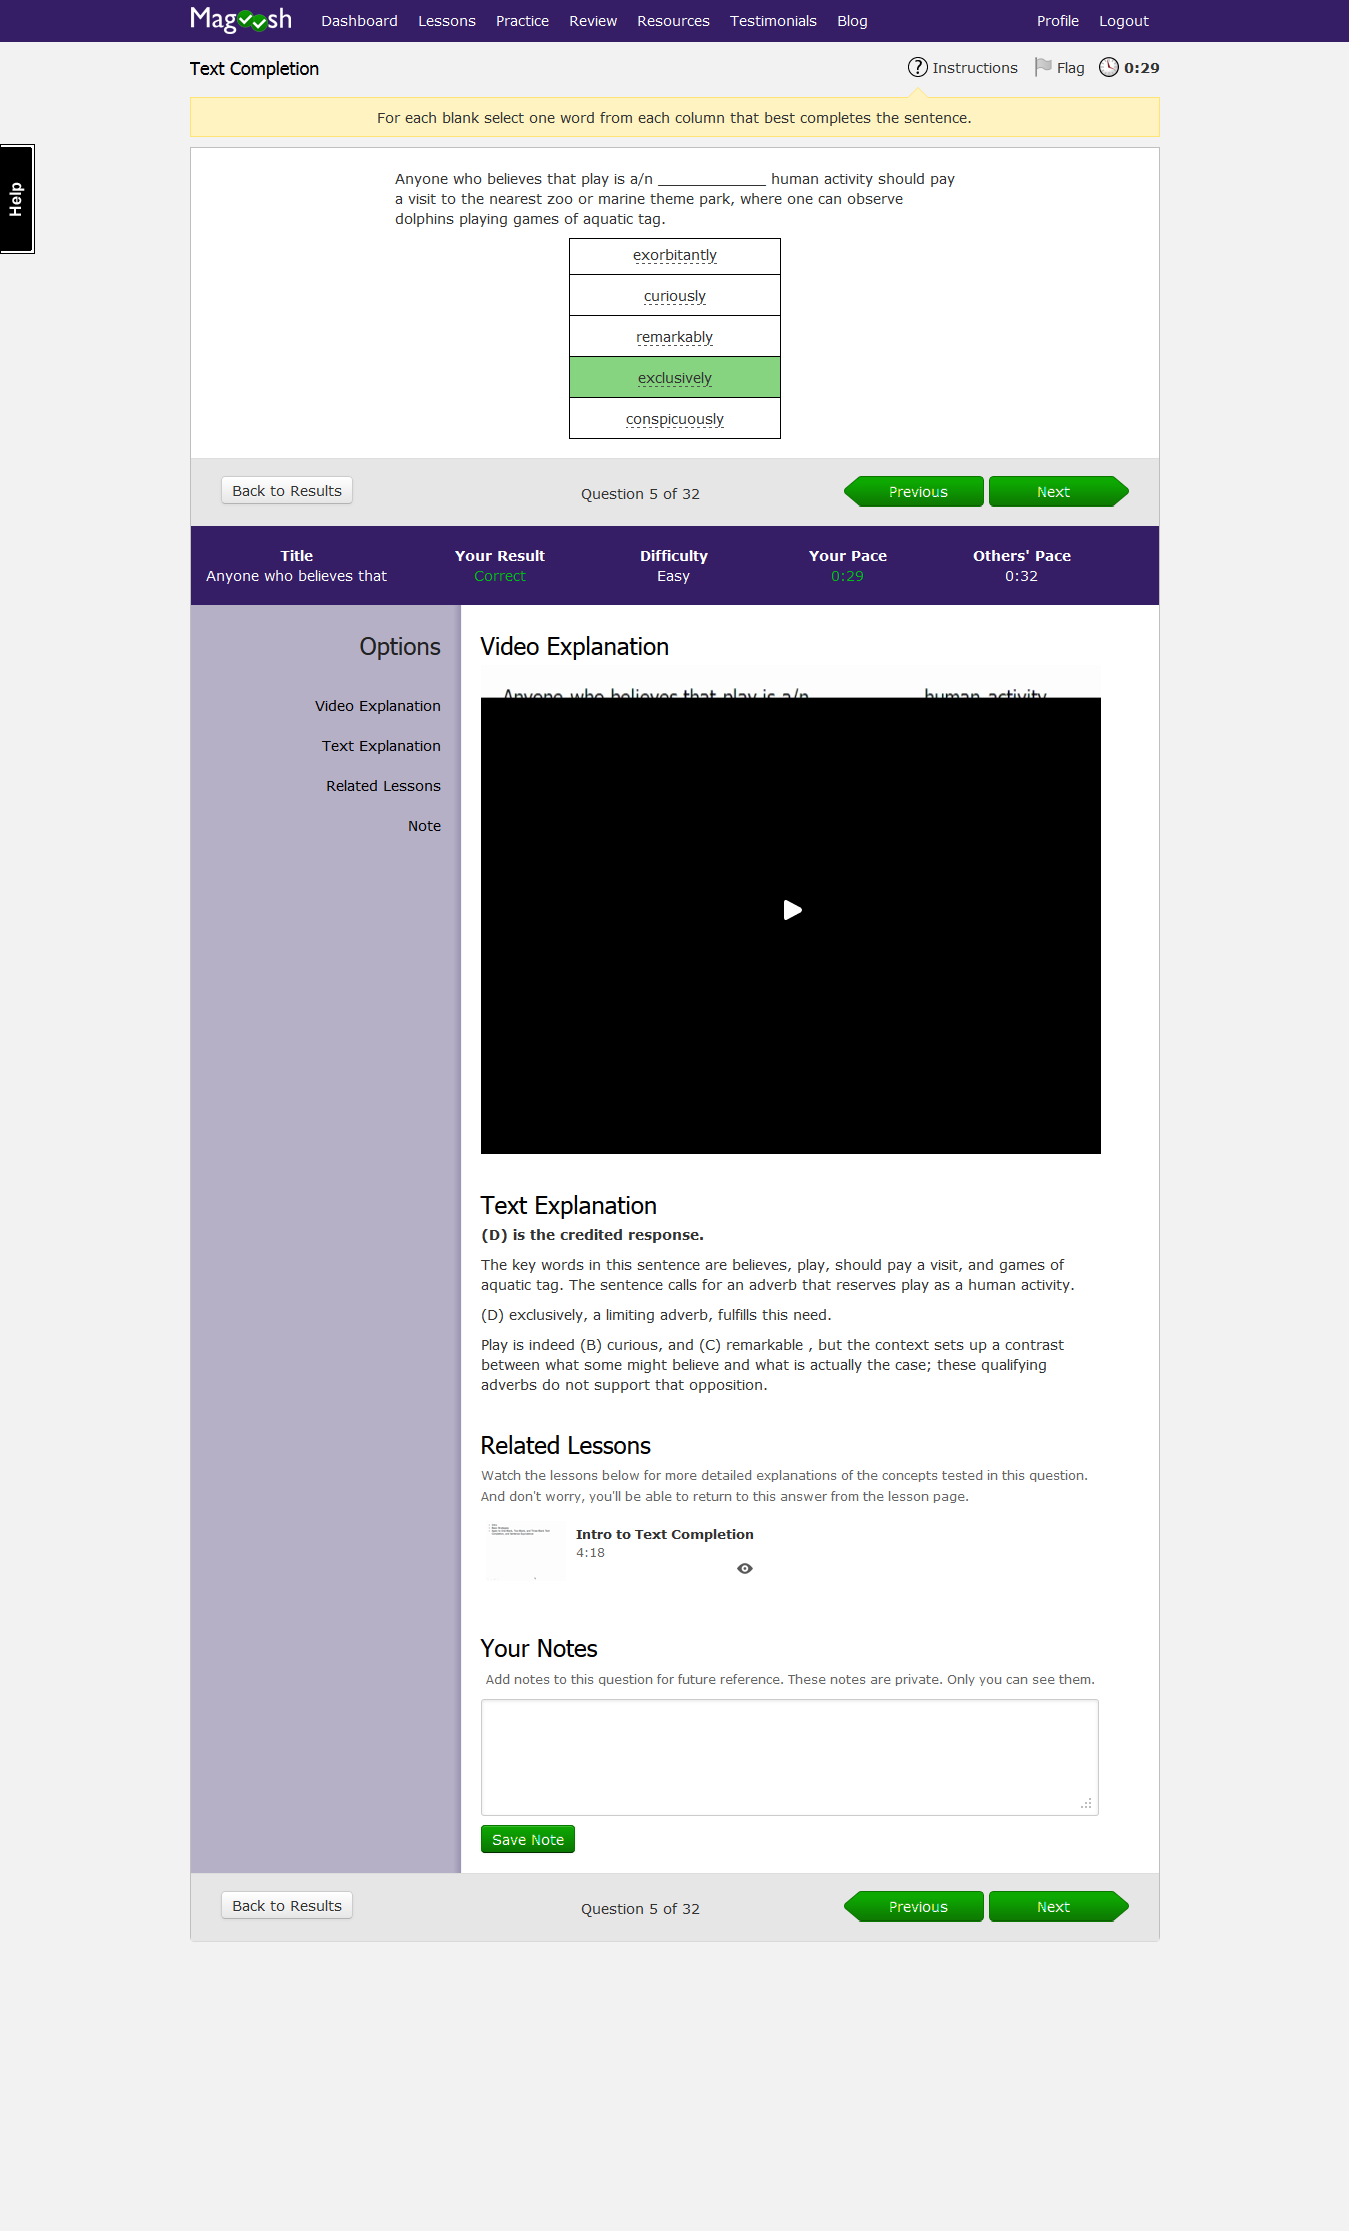 Magoosh Dashboard Lessons Practice Review Resources Testimonials Blog Profile Logout
Text Completion
? Instructions Flag 0:29
For each blank select one word from each column that best completes the sentence.
Help
Anyone who believes that play is a/n _____________ human activity should pay
a visit to the nearest zoo or marine theme park, where one can observe
dolphins playing games of aquatic tag.
exorbitantly
curiously
remarkably
exclusively
conspicuously
Back to Results Question 5 of 32 Previous Next
Title Your Result Difficulty Your Pace Others' Pace
Anyone who believes that Correct Easy 0:29 0:32
Options
Video Explanation
Text Explanation
Related Lessons
Note
Video Explanation
Anyone who believes that play is a/n human activity
Text Explanation
(D) is the credited response.
The key words in this sentence are believes, play, should pay a visit, and games of
aquatic tag. The sentence calls for an adverb that reserves play as a human activity.
(D) exclusively, a limiting adverb, fulfills this need.
Play is indeed (B) curious, and (C) remarkable , but the context sets up a contrast
between what some might believe and what is actually the case; these qualifying
adverbs do not support that opposition.
Related Lessons
Watch the lessons below for more detailed explanations of the concepts tested in this question.
And don't worry, you'll be able to return to this answer from the lesson page.
Intro to Text Completion
4:18
Your Notes
Add notes to this question for future reference. These notes are private. Only you can see them.
Save Note
Back to Results Question 5 of 32 Previous Next